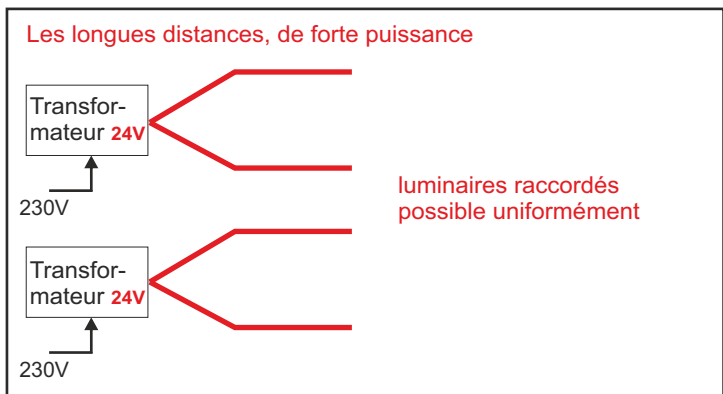 Les longues distances, de forte puissance
Transfor-
mateur 24V
230V
luminaires raccordés
possible uniformément
Transfor-
mateur 24V
230V